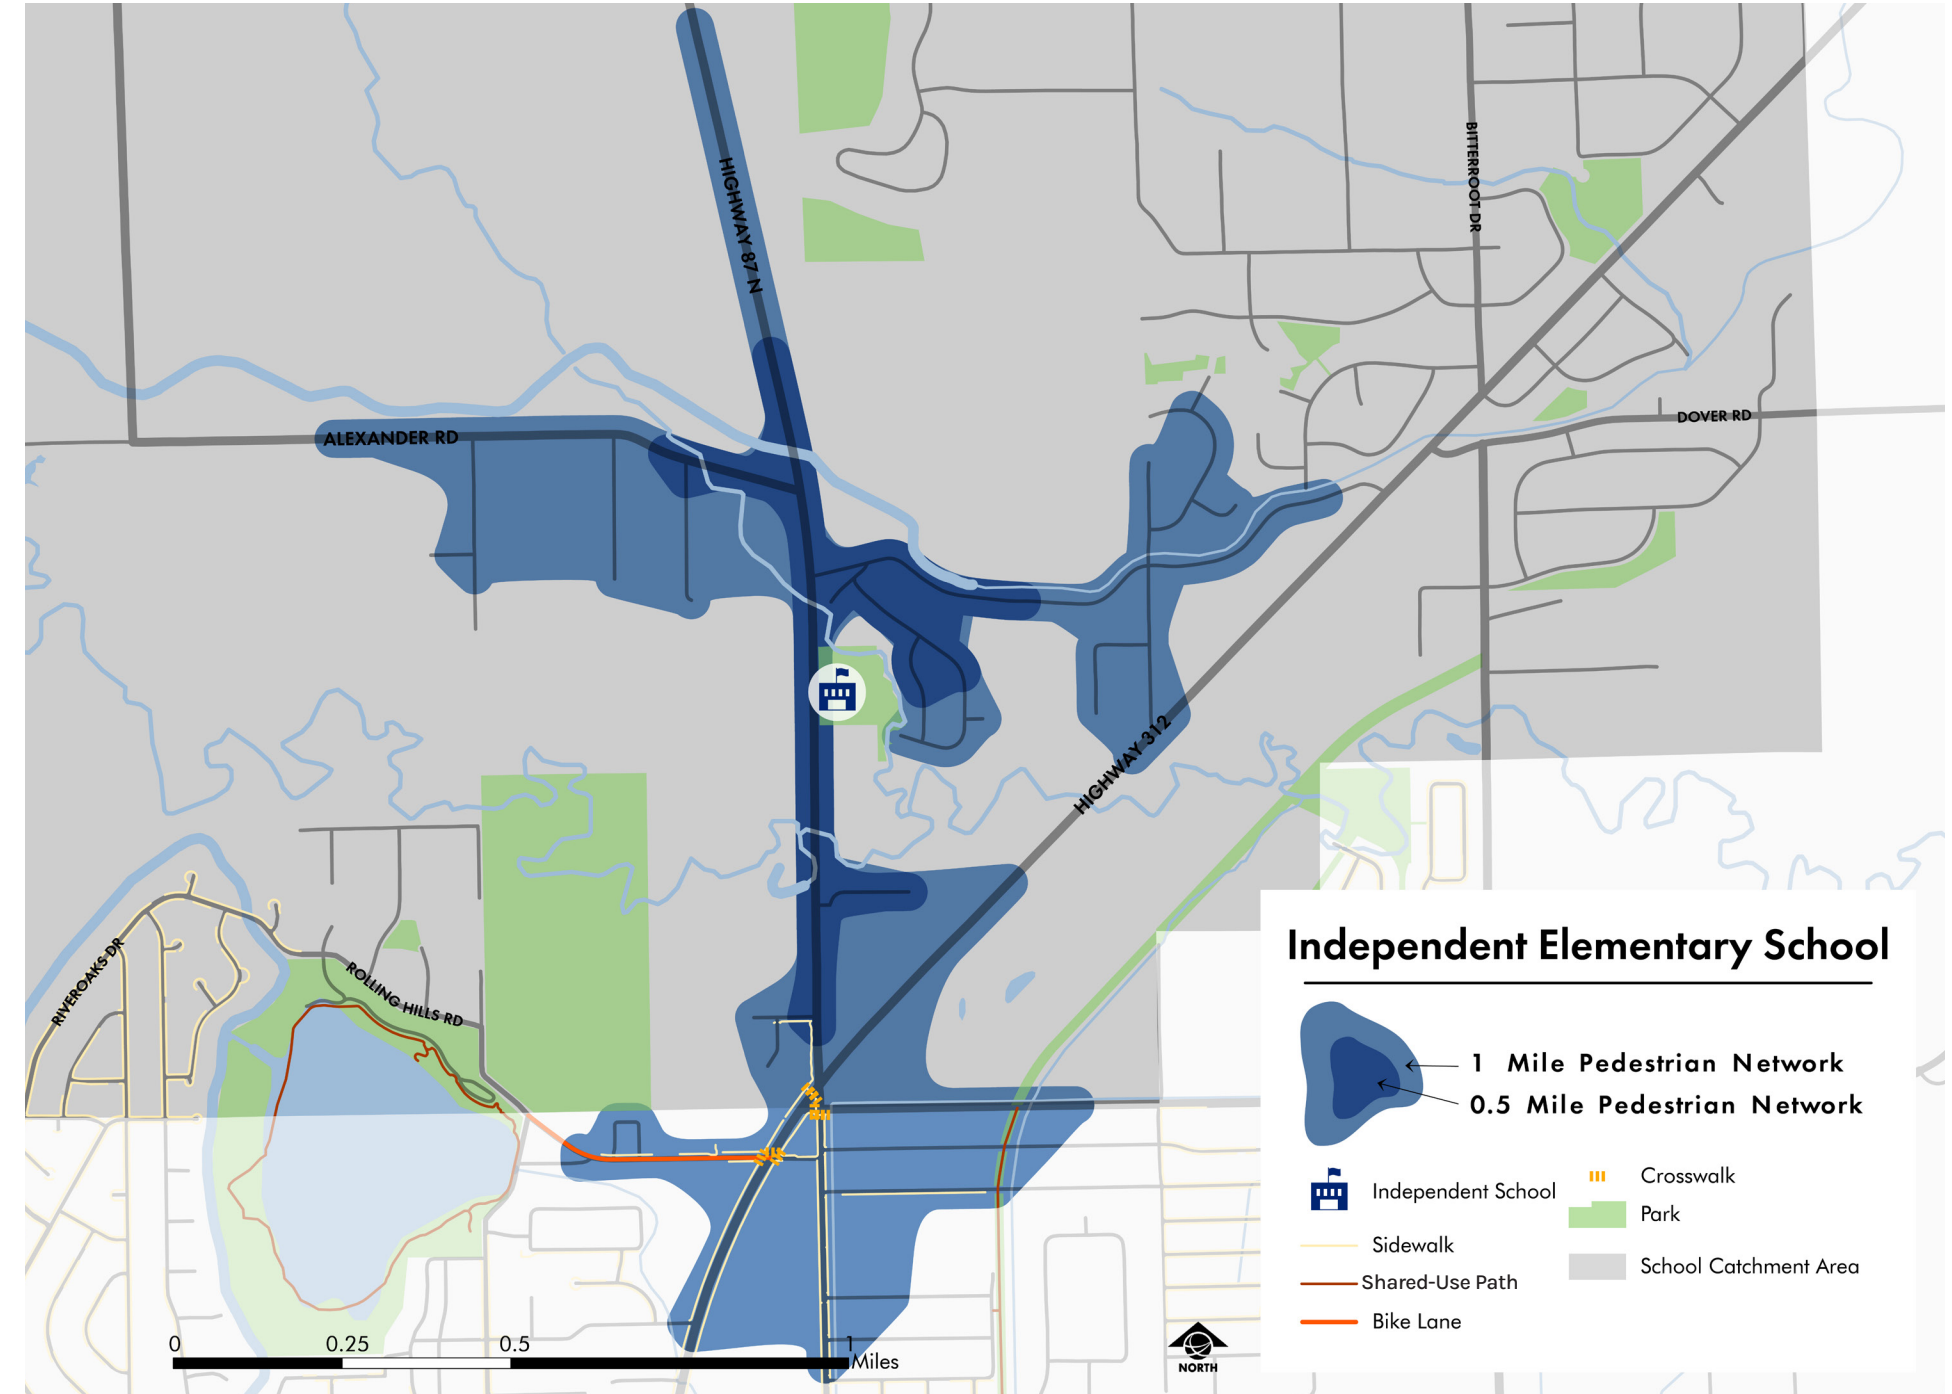 HIGHWAY 87 N
BITTERROOT DR
ALEXANDER RD
DOVER RD
HIGHWAY 312
RIVEROAKS DR
ROLLING HILLS RD
Independent Elementary School
1 Mile Pedestrian Network
0.5 Mile Pedestrian Network
Independent School
Crosswalk
Park
Sidewalk
School Catchment Area
Shared-Use Path
Bike Lane
0 0.25 0.5 1
Miles
NORTH